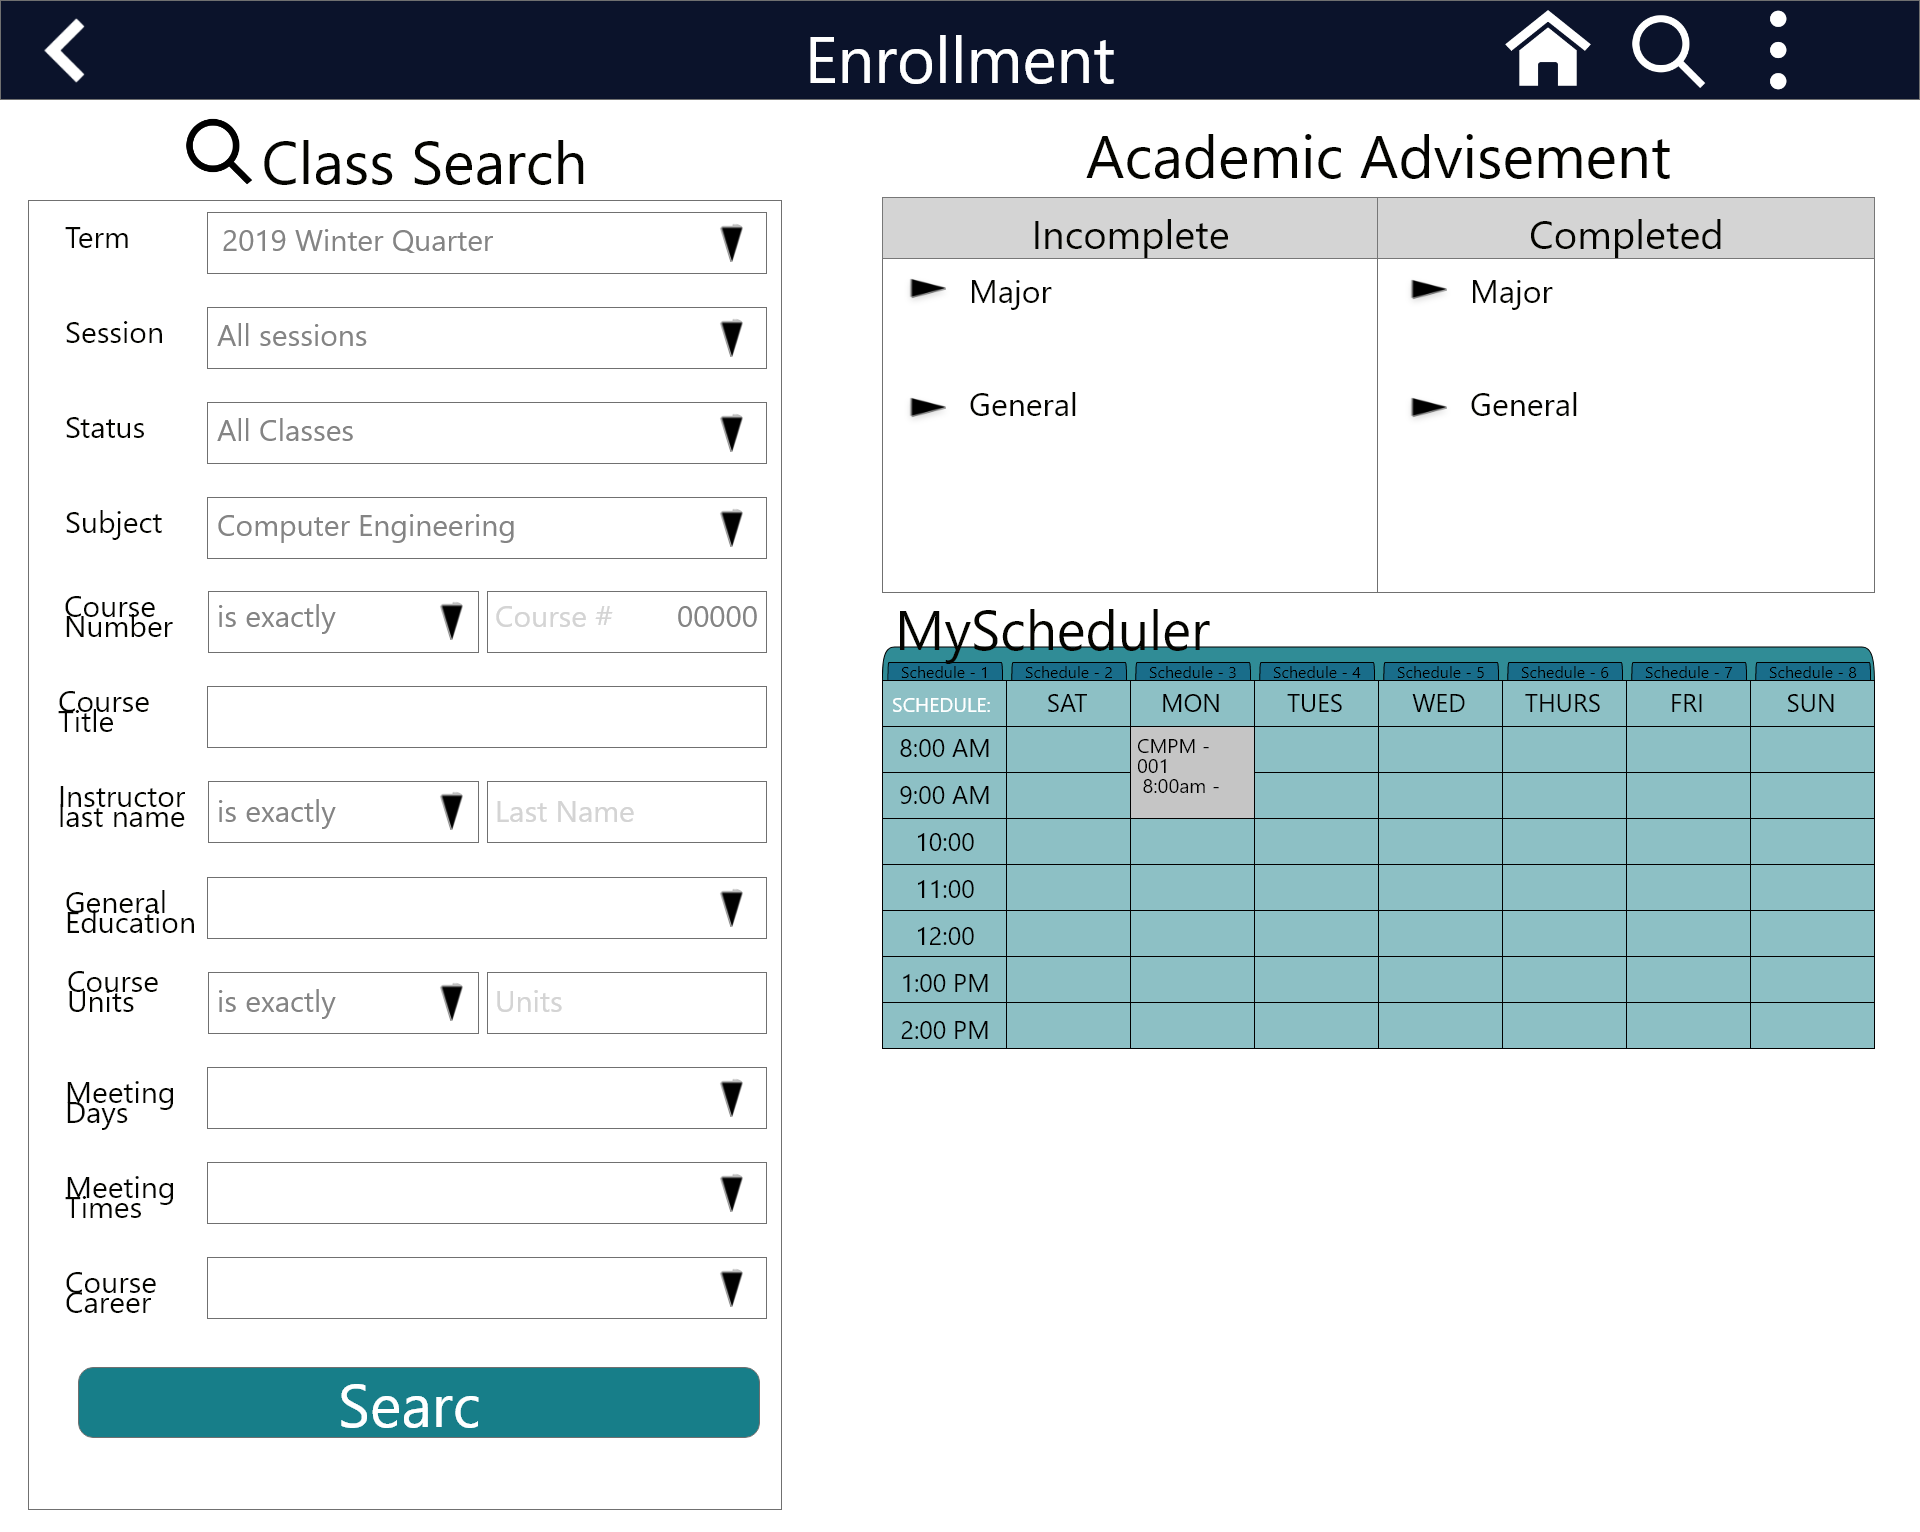 Enrollment
Class Search
Term
2019 Winter Quarter
Session
All sessions
Status
All Classes
Subject
Computer Engineering
Course
Number
is exactly
Course #
00000
Course
Title
Instructor
last name
is exactly
Last Name
General
Education
Course
Units
is exactly
Units
Meeting
Days
Meeting
Times
Course
Career
Searc
Academic Advisement
Incomplete
Completed
Major
Major
General
General
MyScheduler
Schedule - 1
Schedule - 2
Schedule - 3
Schedule - 4
Schedule - 5
Schedule - 6
Schedule - 7
Schedule - 8
SCHEDULE:
SAT
MON
TUES
WED
THURS
FRI
SUN
8:00 AM
CMPM -
001
8:00am -
9:00 AM
10:00
11:00
12:00
1:00 PM
2:00 PM